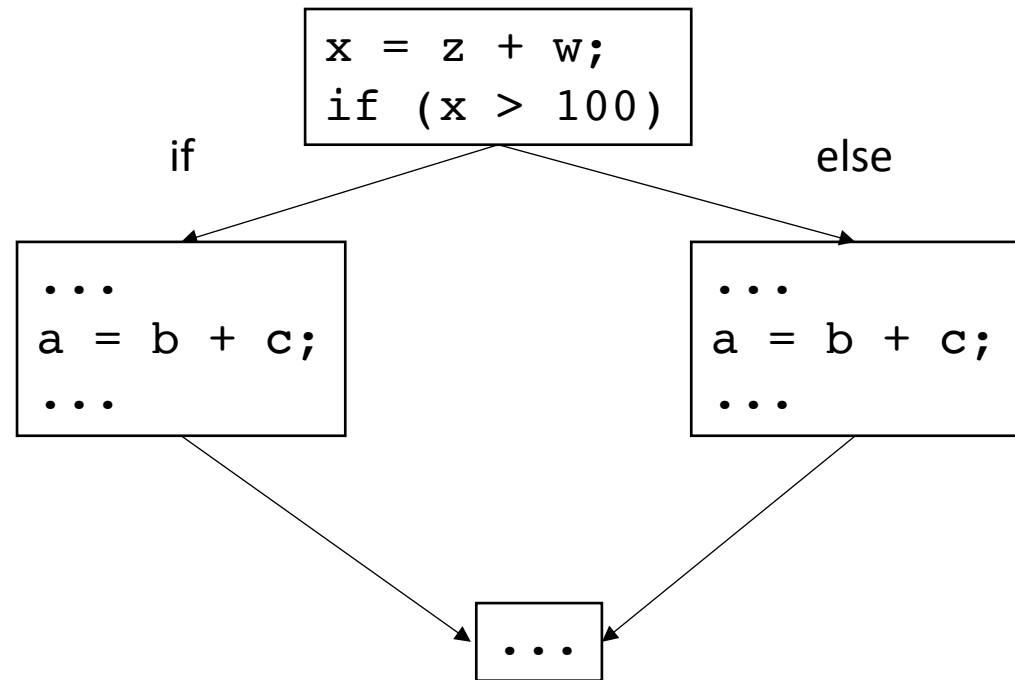 x = z + w;
if (x > 100)
if
else
...
a = b + c;
...
...
a = b + c;
...
...